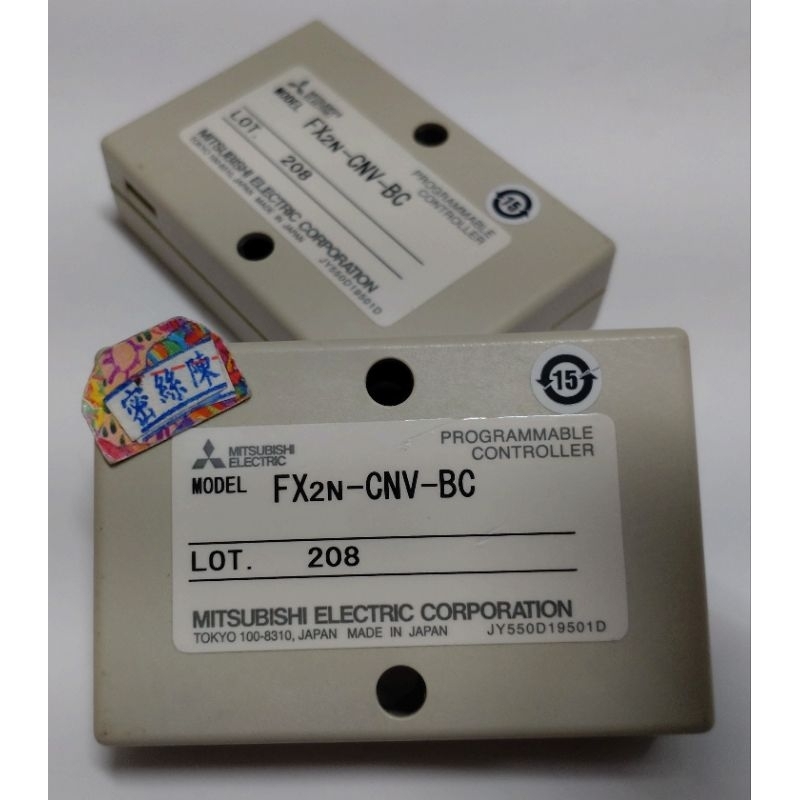 MITSUBISHI
ELECTRIC
MODEL FX2N-CNV-BC
LOT. 208
MITSUBISHI ELECTRIC CORPORATION
TOKYO 100-8310, JAPAN MADE IN JAPAN JY550D19501D
PROGRAMMABLE
CONTROLLER
15
密絲陳
MITSUBISHI
ELECTRIC
PROGRAMMABLE
CONTROLLER
15
MODEL FX2N-CNV-BC
LOT. 208
MITSUBISHI ELECTRIC CORPORATION
TOKYO 100-8310, JAPAN MADE IN JAPAN JY550D19501D